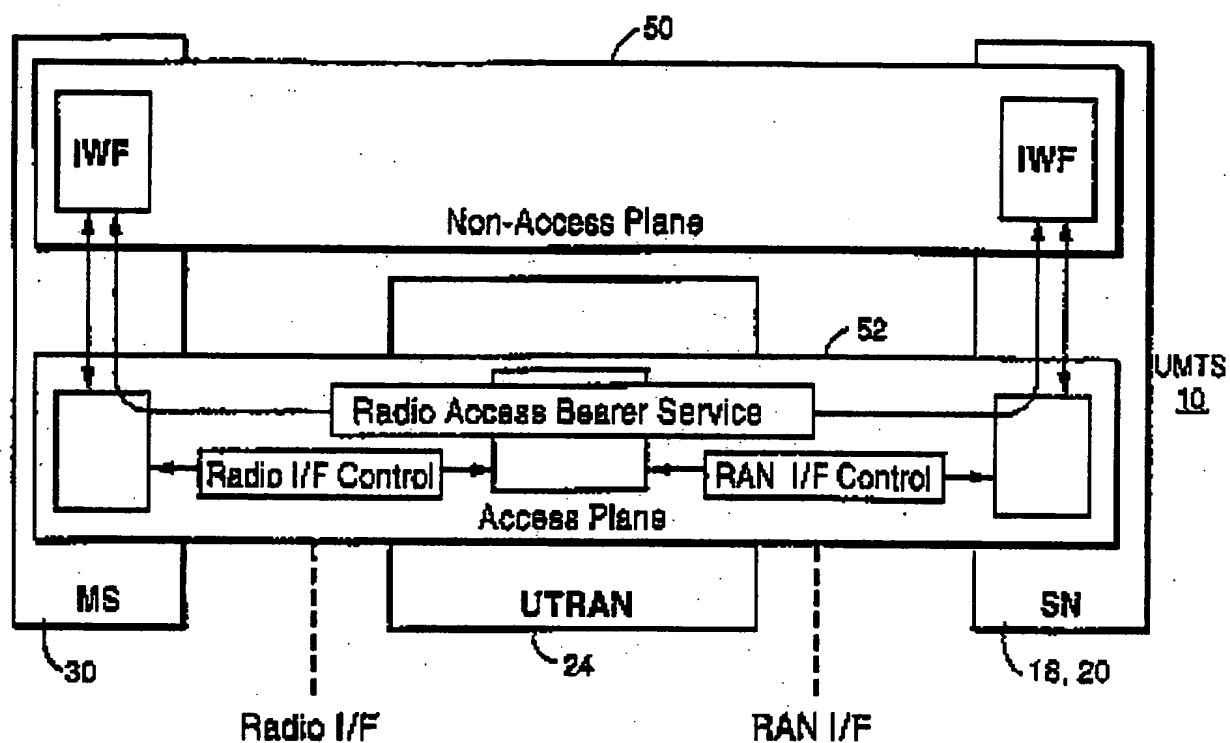 50
IWF
IWF
Non-Access Plane
52
UMTS
10
Radio Access Bearer Service
Radio I/F Control
RAN I/F Control
Access Plane
MS
UTRAN
SN
30
24
18, 20
Radio I/F
RAN I/F